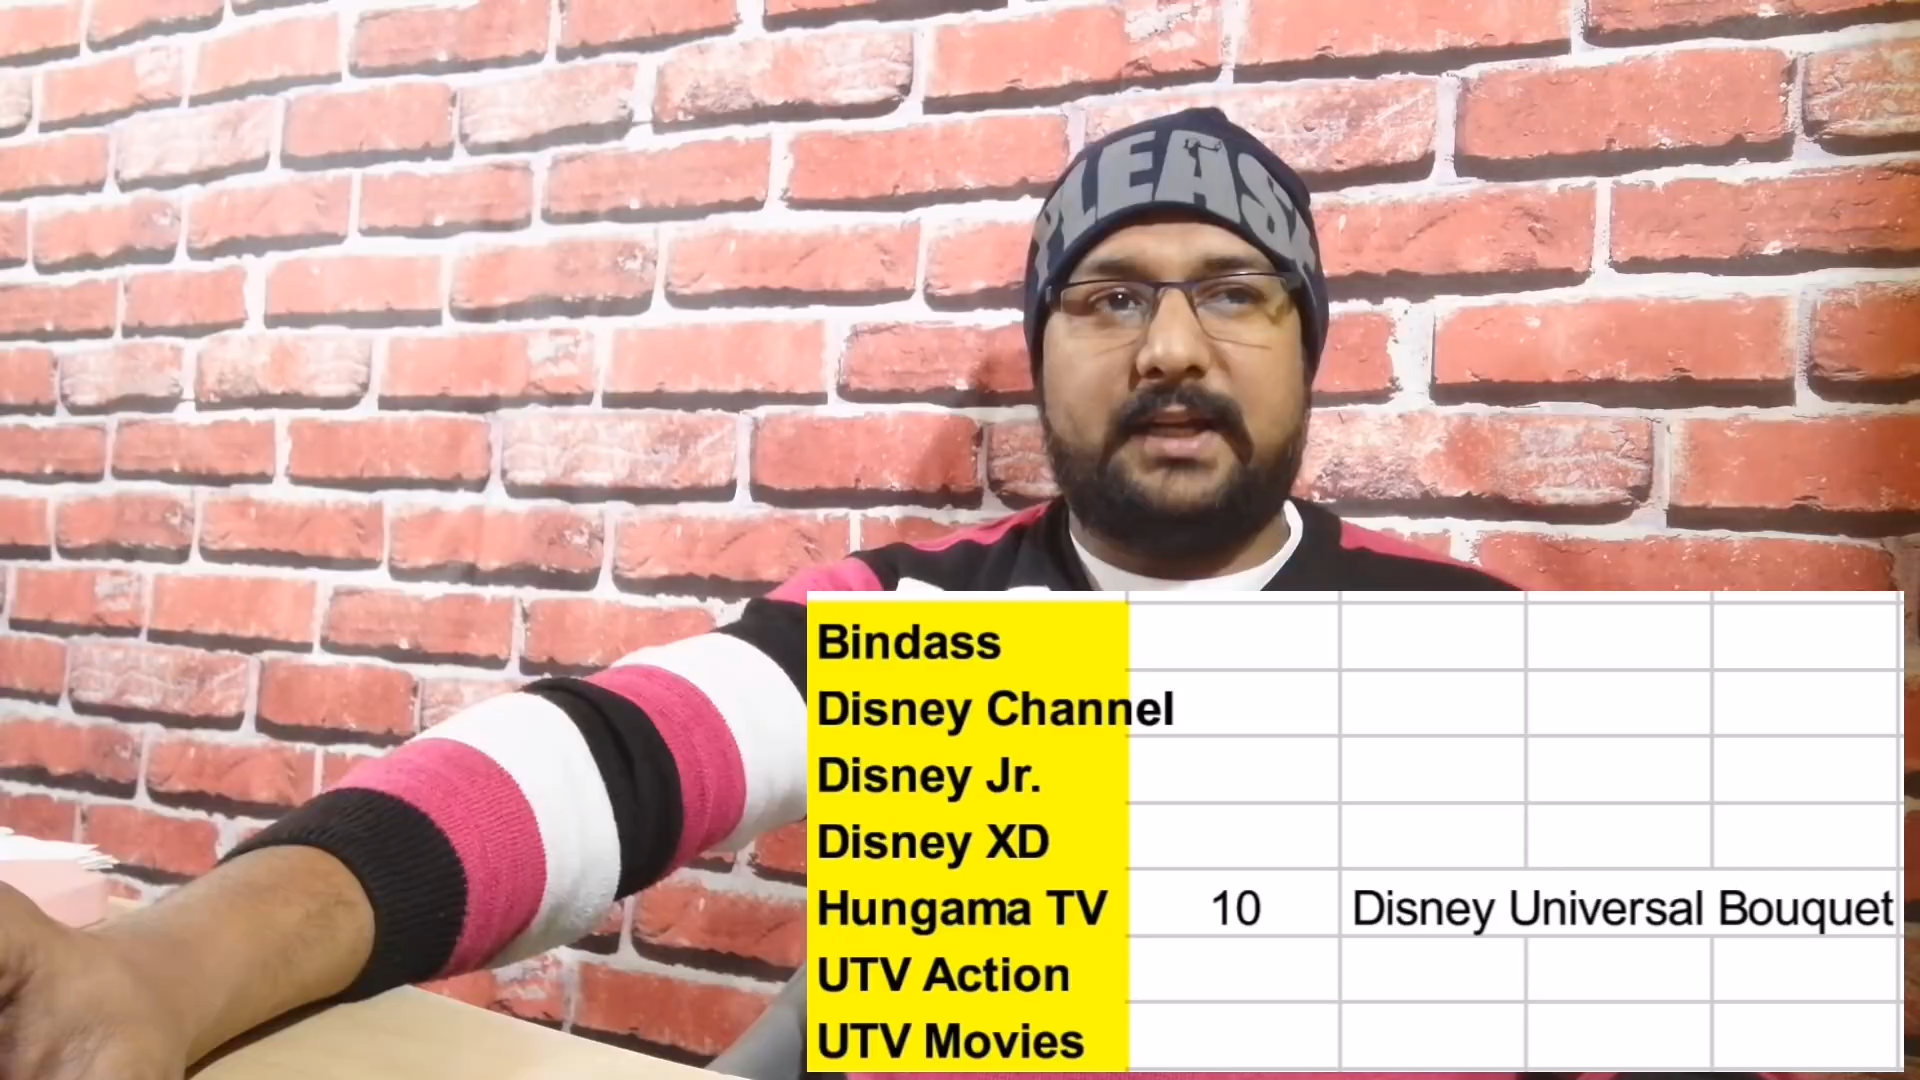 PLEASE
Bindass
Disney Channel
Disney Jr.
Disney XD
Hungama TV 10 Disney Universal Bouquet
UTV Action
UTV Movies